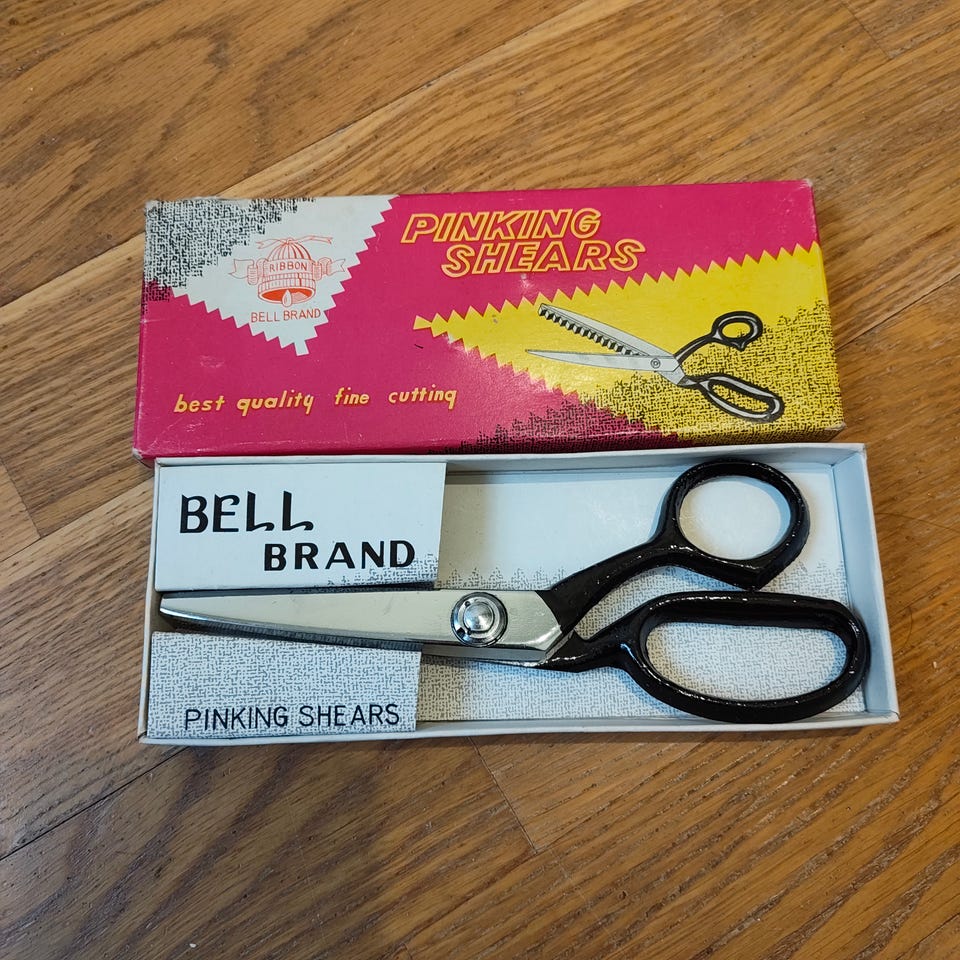 PINKING
SHEARS
RIBBON
BELL BRAND
best quality fine cutting
BELL
BRAND
PINKING SHEARS